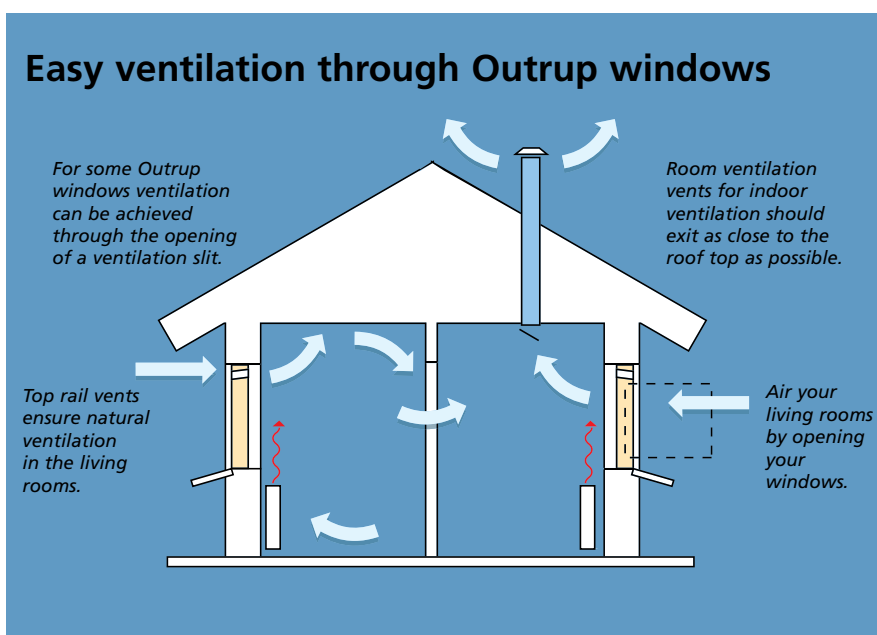 Easy ventilation through Outrup windows
For some Outrup
windows ventilation
can be achieved
through the opening
of a ventilation slit.
Room ventilation
vents for indoor
ventilation should
exit as close to the
roof top as possible.
Top rail vents
ensure natural
ventilation
in the living
rooms.
Air your
living rooms
by opening
your
windows.